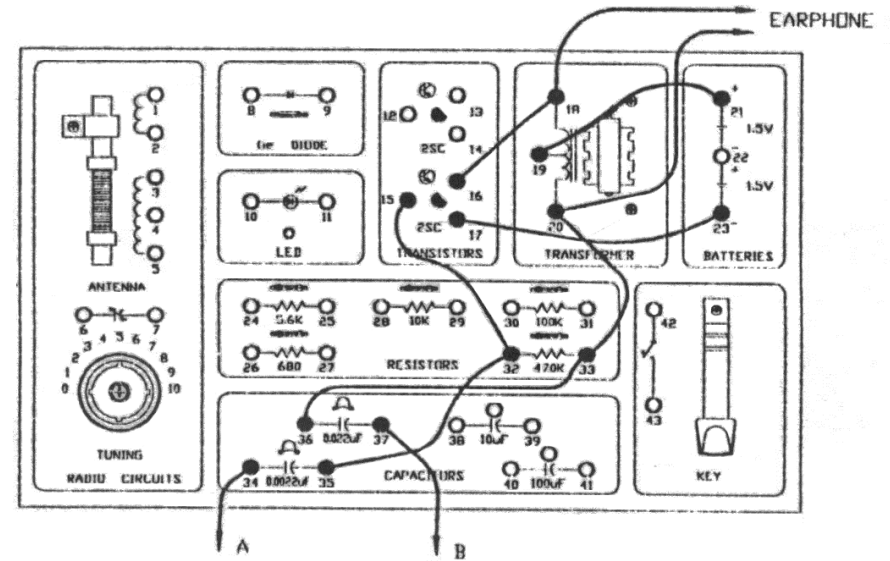 EARPHONE
1
2
3
4
5
ANTENNA
6 7
0 1 2 3 4 5 6 7 8 9 10
TUNING
RADIO CIRCUITS
8 9
Ge DIODE
10 11
LED
12 13
14
2SC
15 16
2SC 17
TRANSISTORS
18
19
20
TRANSFORMER
+
21
1.5V
-
22
+
1.5V
23 -
BATTERIES
24 5.6K 25
28 10K 29
30 100K 31
26 680 27
32 470K 33
RESISTORS
36 0.022uF 37
38 10uF 39
34 0.0022uF 35
40 100uF 41
CAPACITORS
42
43
KEY
A
B